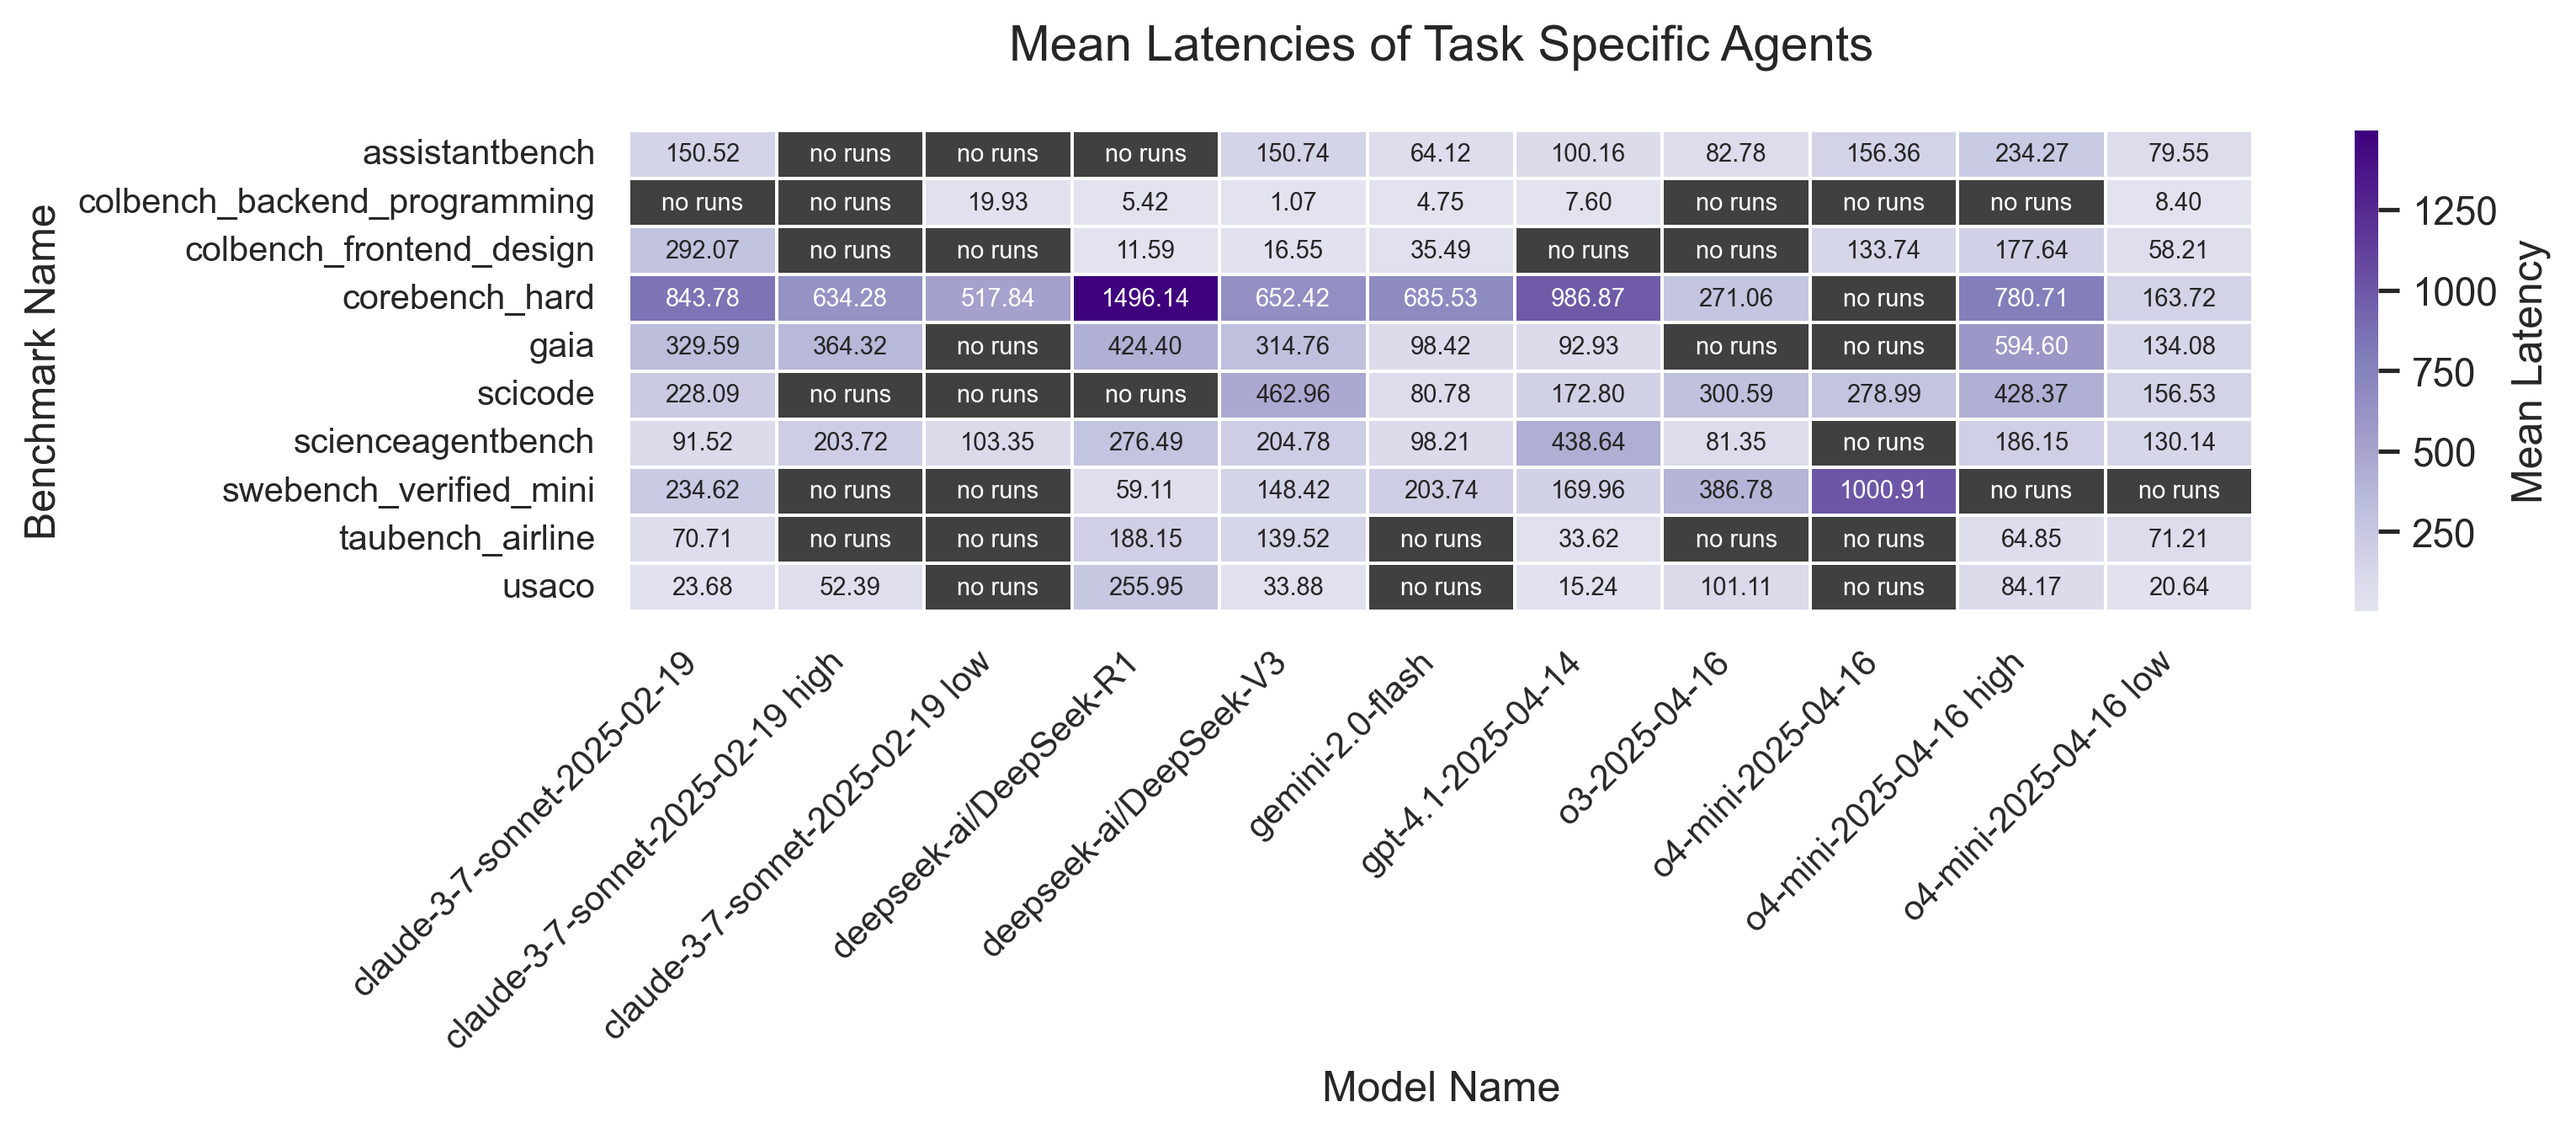 Mean Latencies of Task Specific Agents
Benchmark Name
assistantbench 150.52 no runs no runs no runs 150.74 64.12 100.16 82.78 156.36 234.27 79.55
colbench_backend_programming no runs no runs 19.93 5.42 1.07 4.75 7.60 no runs no runs no runs 8.40
colbench_frontend_design 292.07 no runs no runs 11.59 16.55 35.49 no runs no runs 133.74 177.64 58.21
corebench_hard 843.78 634.28 517.84 1496.14 652.42 685.53 986.87 271.06 no runs 780.71 163.72
gaia 329.59 364.32 no runs 424.40 314.76 98.42 92.93 no runs no runs 594.60 134.08
scicode 228.09 no runs no runs no runs 462.96 80.78 172.80 300.59 278.99 428.37 156.53
scienceagentbench 91.52 203.72 103.35 276.49 204.78 98.21 438.64 81.35 no runs 186.15 130.14
swebench_verified_mini 234.62 no runs no runs 59.11 148.42 203.74 169.96 386.78 1000.91 no runs no runs
taubench_airline 70.71 no runs no runs 188.15 139.52 no runs 33.62 no runs no runs 64.85 71.21
usaco 23.68 52.39 no runs 255.95 33.88 no runs 15.24 101.11 no runs 84.17 20.64
claude-3-7-sonnet-2025-02-19
claude-3-7-sonnet-2025-02-19 high
claude-3-7-sonnet-2025-02-19 low
deepseek-ai/DeepSeek-R1
deepseek-ai/DeepSeek-V3
gemini-2.0-flash
gpt-4.1-2025-04-14
o3-2025-04-16
o4-mini-2025-04-16
o4-mini-2025-04-16 high
o4-mini-2025-04-16 low
Model Name
1250
1000
750
500
250
Mean Latency